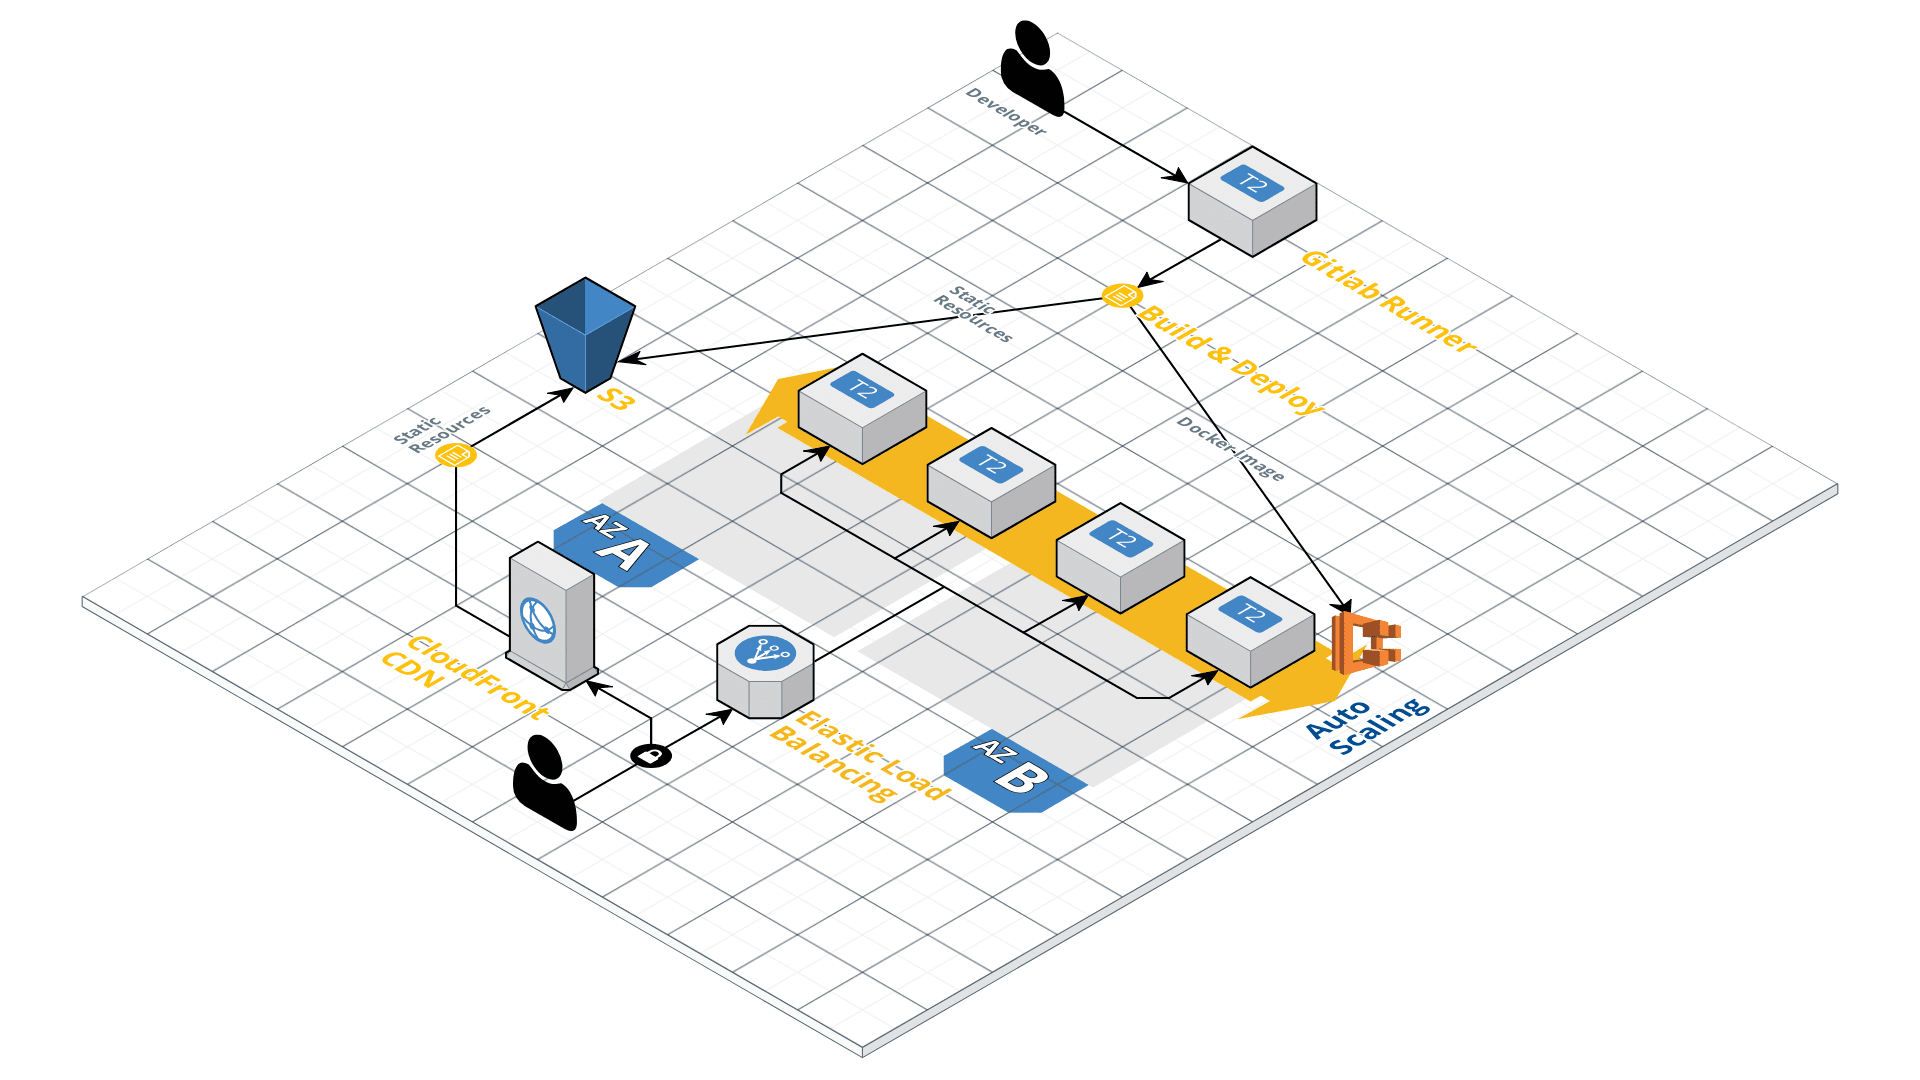 Developer
T2
Gitlab Runner
Static
Resources
Build & Deploy
S3
T2
Static
Resources
Docker Image
T2
T2
T2
AZ
A
CloudFront
CDN
Auto
Scaling
Elastic Load
Balancing
AZ
B